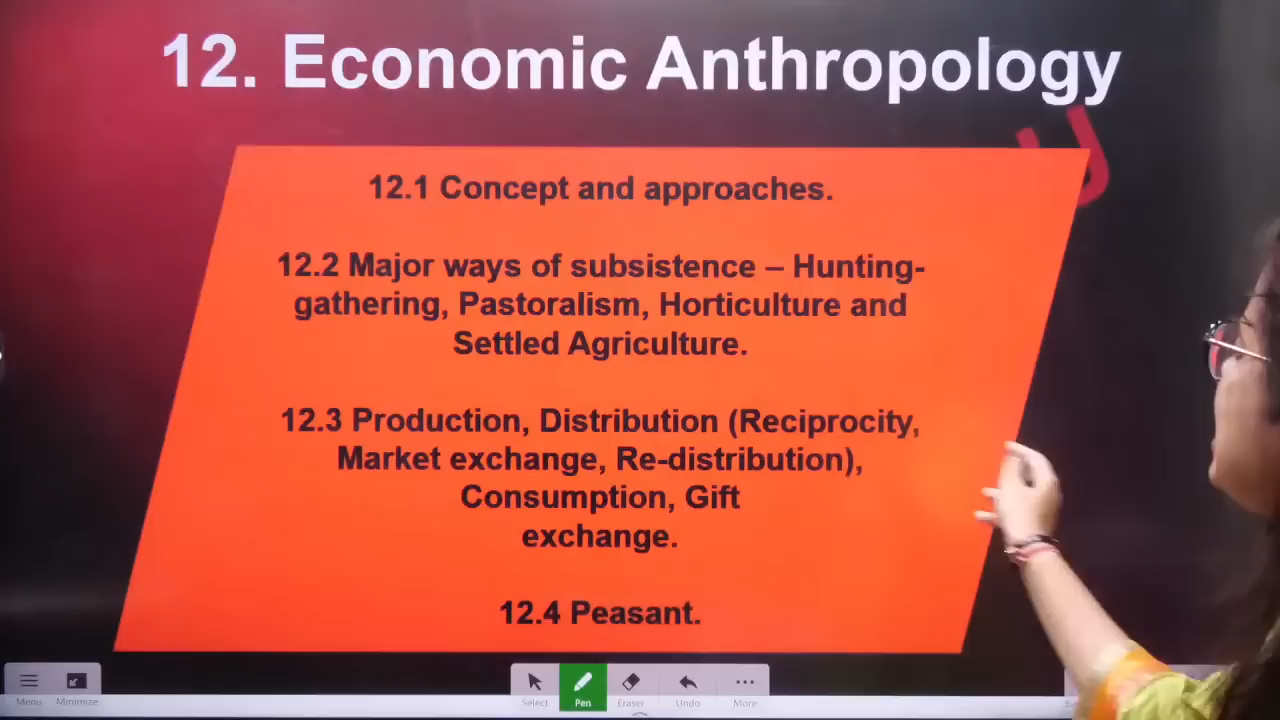 12. Economic Anthropology
12.1 Concept and approaches.
12.2 Major ways of subsistence – Hunting-
gathering, Pastoralism, Horticulture and
Settled Agriculture.
12.3 Production, Distribution (Reciprocity,
Market exchange, Re-distribution),
Consumption, Gift
exchange.
12.4 Peasant.
Menu Minimize Select Pen Eraser Undo More